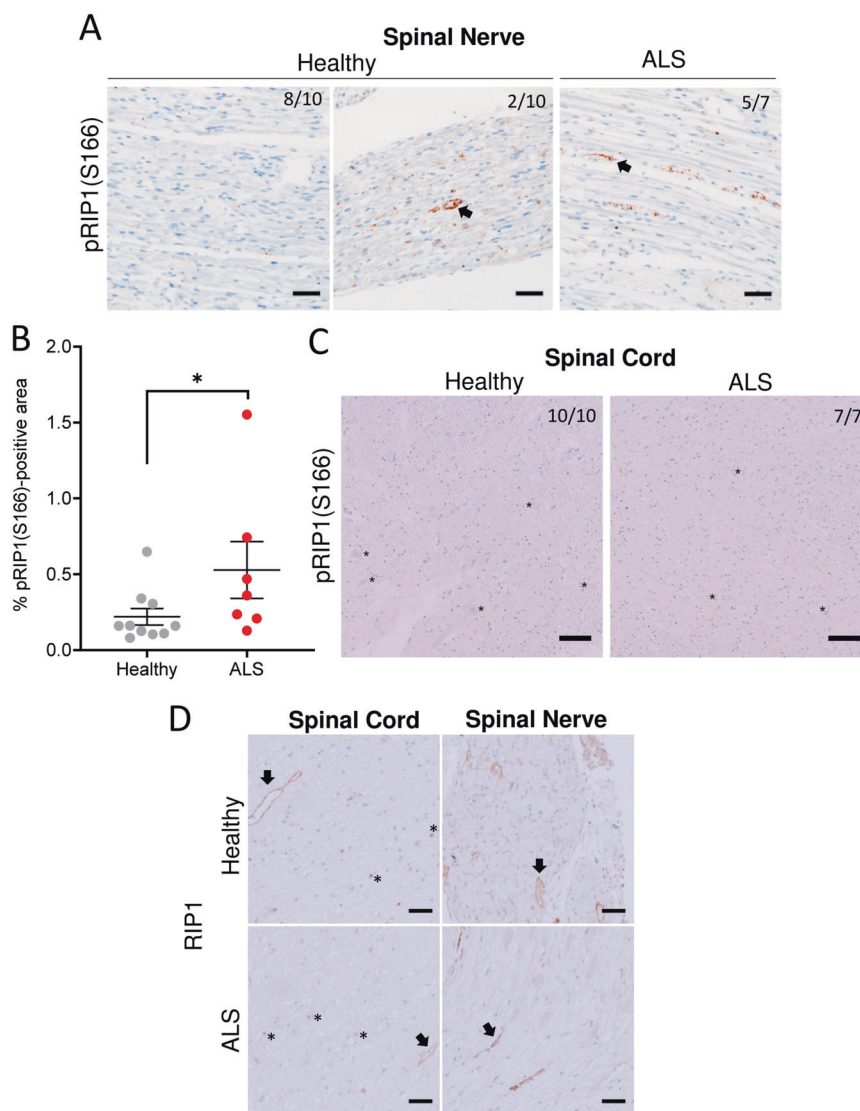 A
Spinal Nerve
Healthy
ALS
pRIP1(S166)
8/10
2/10
5/7
B
% pRIP1(S166)-positive area
2.0
1.5
1.0
0.5
0.0
*
Healthy
ALS
C
Spinal Cord
Healthy
ALS
pRIP1(S166)
10/10
7/7
* * * * *
* * *
D
Spinal Cord
Spinal Nerve
RIP1
Healthy
* *
ALS
* * *